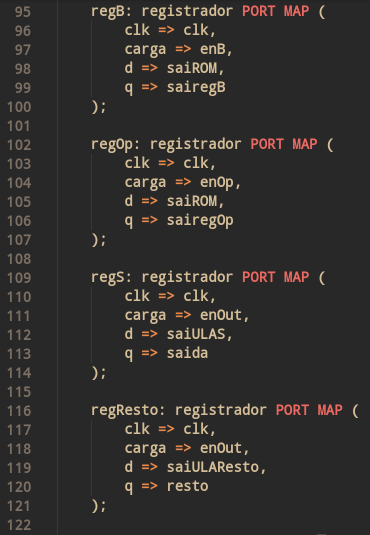 95 regB: registrador PORT MAP (
96 clk => clk,
97 carga => enB,
98 d => saiROM,
99 q => sairegB
100 );
101
102 regOp: registrador PORT MAP (
103 clk => clk,
104 carga => enOp,
105 d => saiROM,
106 q => sairegOp
107 );
108
109 regS: registrador PORT MAP (
110 clk => clk,
111 carga => enOut,
112 d => saiULAS,
113 q => saida
114 );
115
116 regResto: registrador PORT MAP (
117 clk => clk,
118 carga => enOut,
119 d => saiULAResto,
120 q => resto
121 );
122